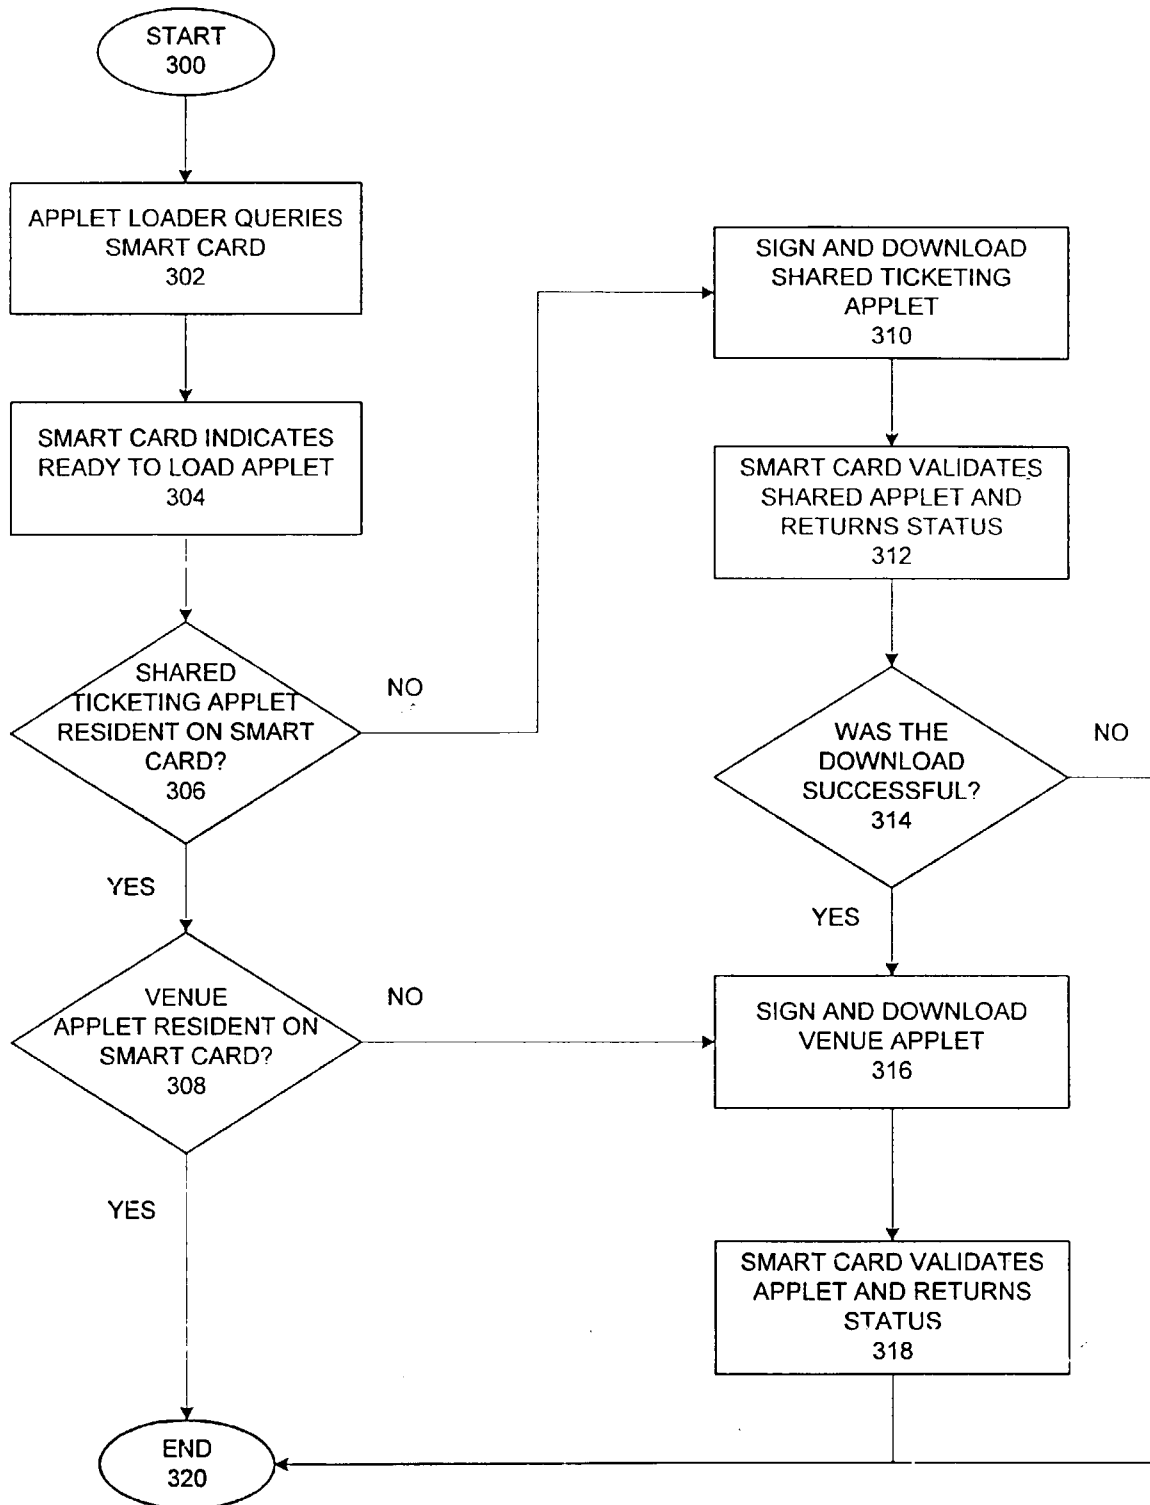 START
300
APPLET LOADER QUERIES
SMART CARD
302
SMART CARD INDICATES
READY TO LOAD APPLET
304
SHARED
TICKETING APPLET
RESIDENT ON SMART
CARD?
306
NO
YES
VENUE
APPLET RESIDENT ON
SMART CARD?
308
NO
YES
END
320
SIGN AND DOWNLOAD
SHARED TICKETING
APPLET
310
SMART CARD VALIDATES
SHARED APPLET AND
RETURNS STATUS
312
WAS THE
DOWNLOAD
SUCCESSFUL?
314
NO
YES
SIGN AND DOWNLOAD
VENUE APPLET
316
SMART CARD VALIDATES
APPLET AND RETURNS
STATUS
318